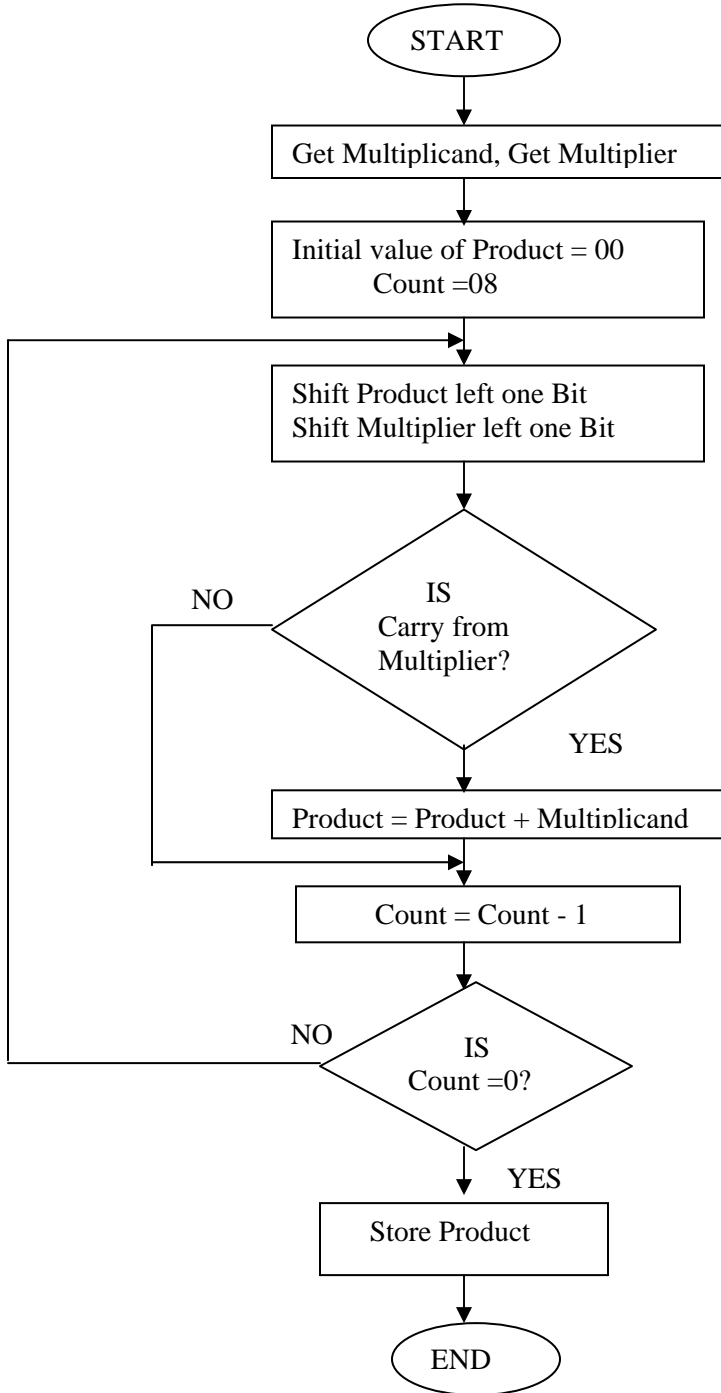 START
Get Multiplicand, Get Multiplier
Initial value of Product = 00
Count =08
Shift Product left one Bit
Shift Multiplier left one Bit
NO
IS
Carry from
Multiplier?
YES
Product = Product + Multiplicand
Count = Count - 1
NO
IS
Count =0?
YES
Store Product
END